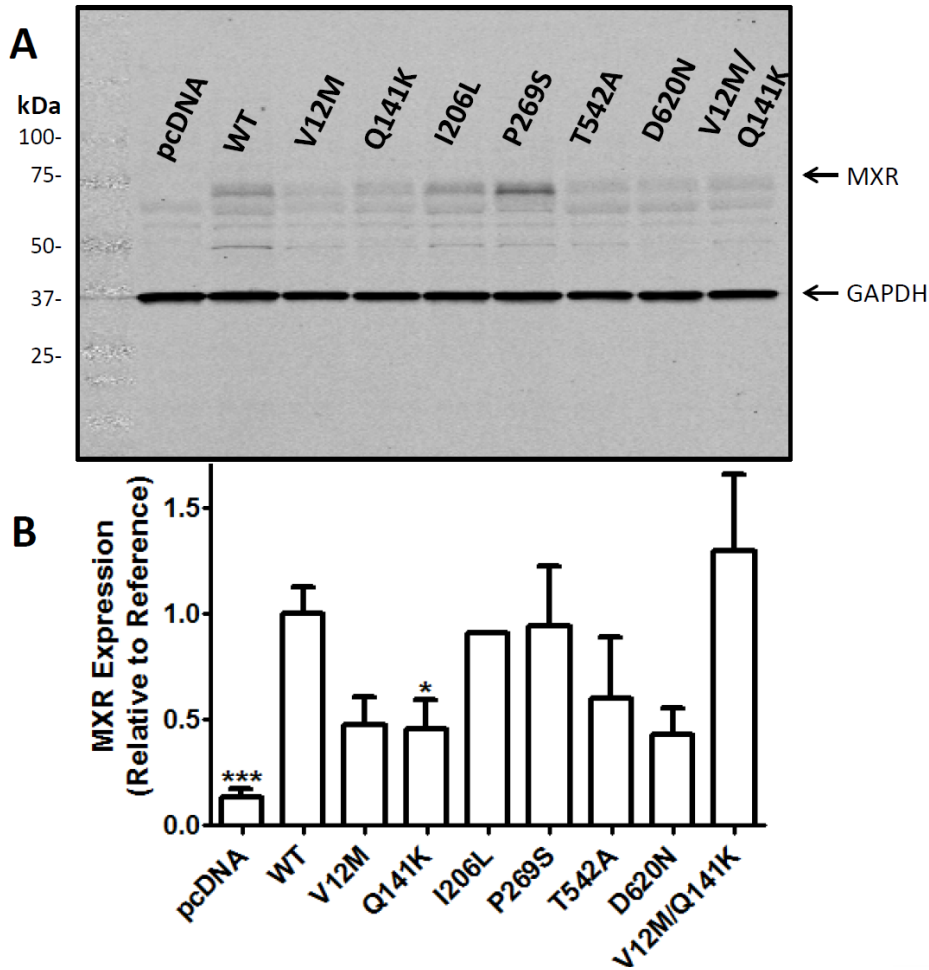 A
kDa
100-
75-
50-
37-
25-
pcDNA
WT
V12M
Q141K
I206L
P269S
T542A
D620N
V12M/
Q141K
MXR
GAPDH
B
MXR Expression
(Relative to Reference)
1.5
1.0
0.5
0.0
***
*
pcDNA
WT
V12M
Q141K
I206L
P269S
T542A
D620N
V12M/Q141K